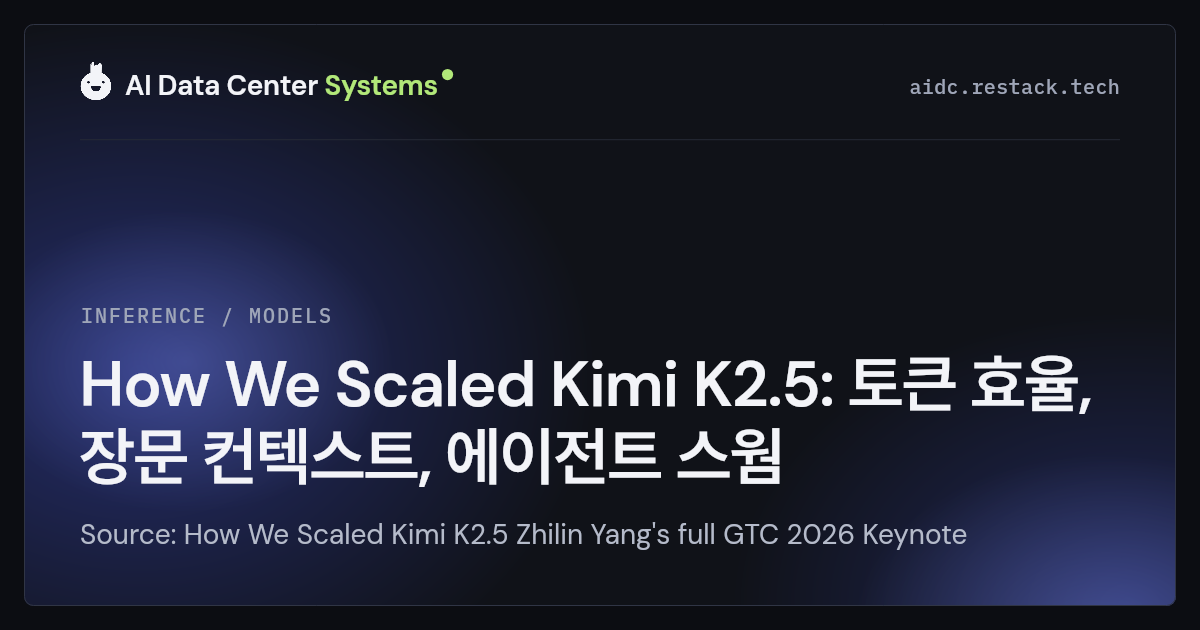 AI Data Center Systems
aidc.restack.tech
INFERENCE / MODELS
How We Scaled Kimi K2.5: 토큰 효율,
장문 컨텍스트, 에이전트 스웜
Source: How We Scaled Kimi K2.5 Zhilin Yang's full GTC 2026 Keynote